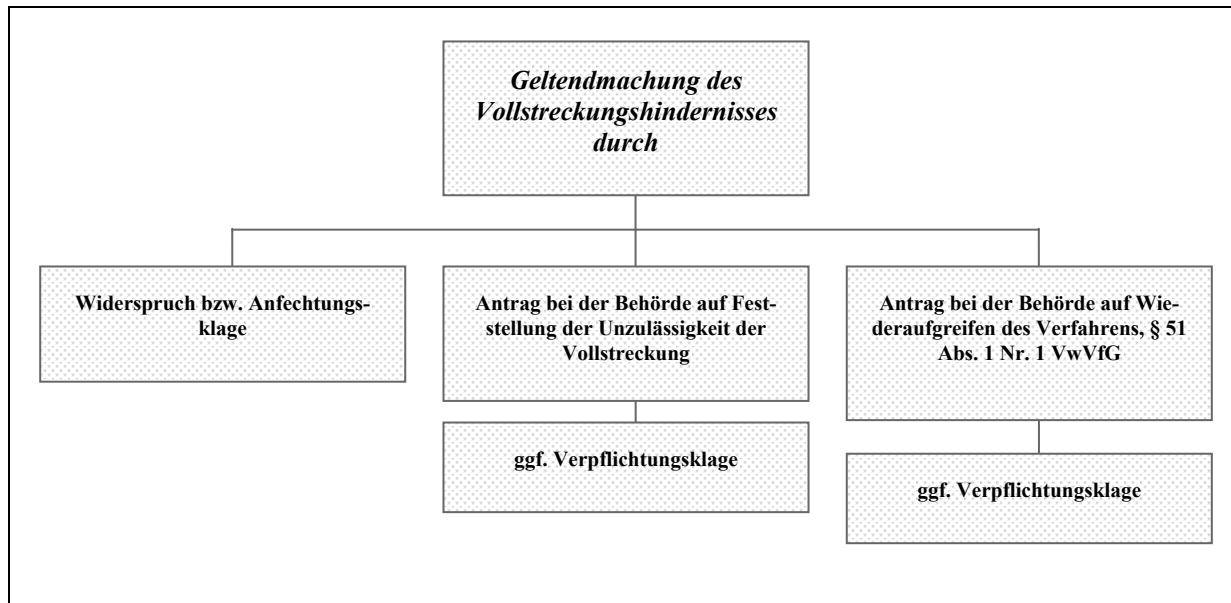 Geltendmachung des
Vollstreckungshindernisses
durch
Widerspruch bzw. Anfechtungs-
klage
Antrag bei der Behörde auf Fest-
stellung der Unzulässigkeit der
Vollstreckung
ggf. Verpflichtungsklage
Antrag bei der Behörde auf Wie-
deraufgreifen des Verfahrens, § 51
Abs. 1 Nr. 1 VwVfG
ggf. Verpflichtungsklage